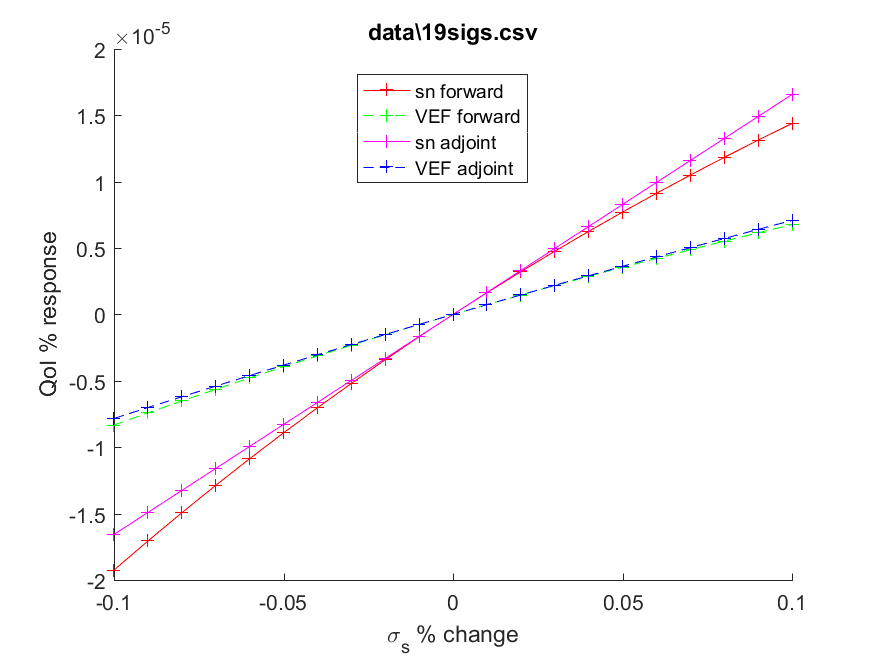 data\19sigs.csv
×10⁻⁵
sn forward
VEF forward
sn adjoint
VEF adjoint
2
1.5
1
0.5
0
-0.5
-1
-1.5
-2
QoI % response
-0.1 -0.05 0 0.05 0.1
σₛ % change